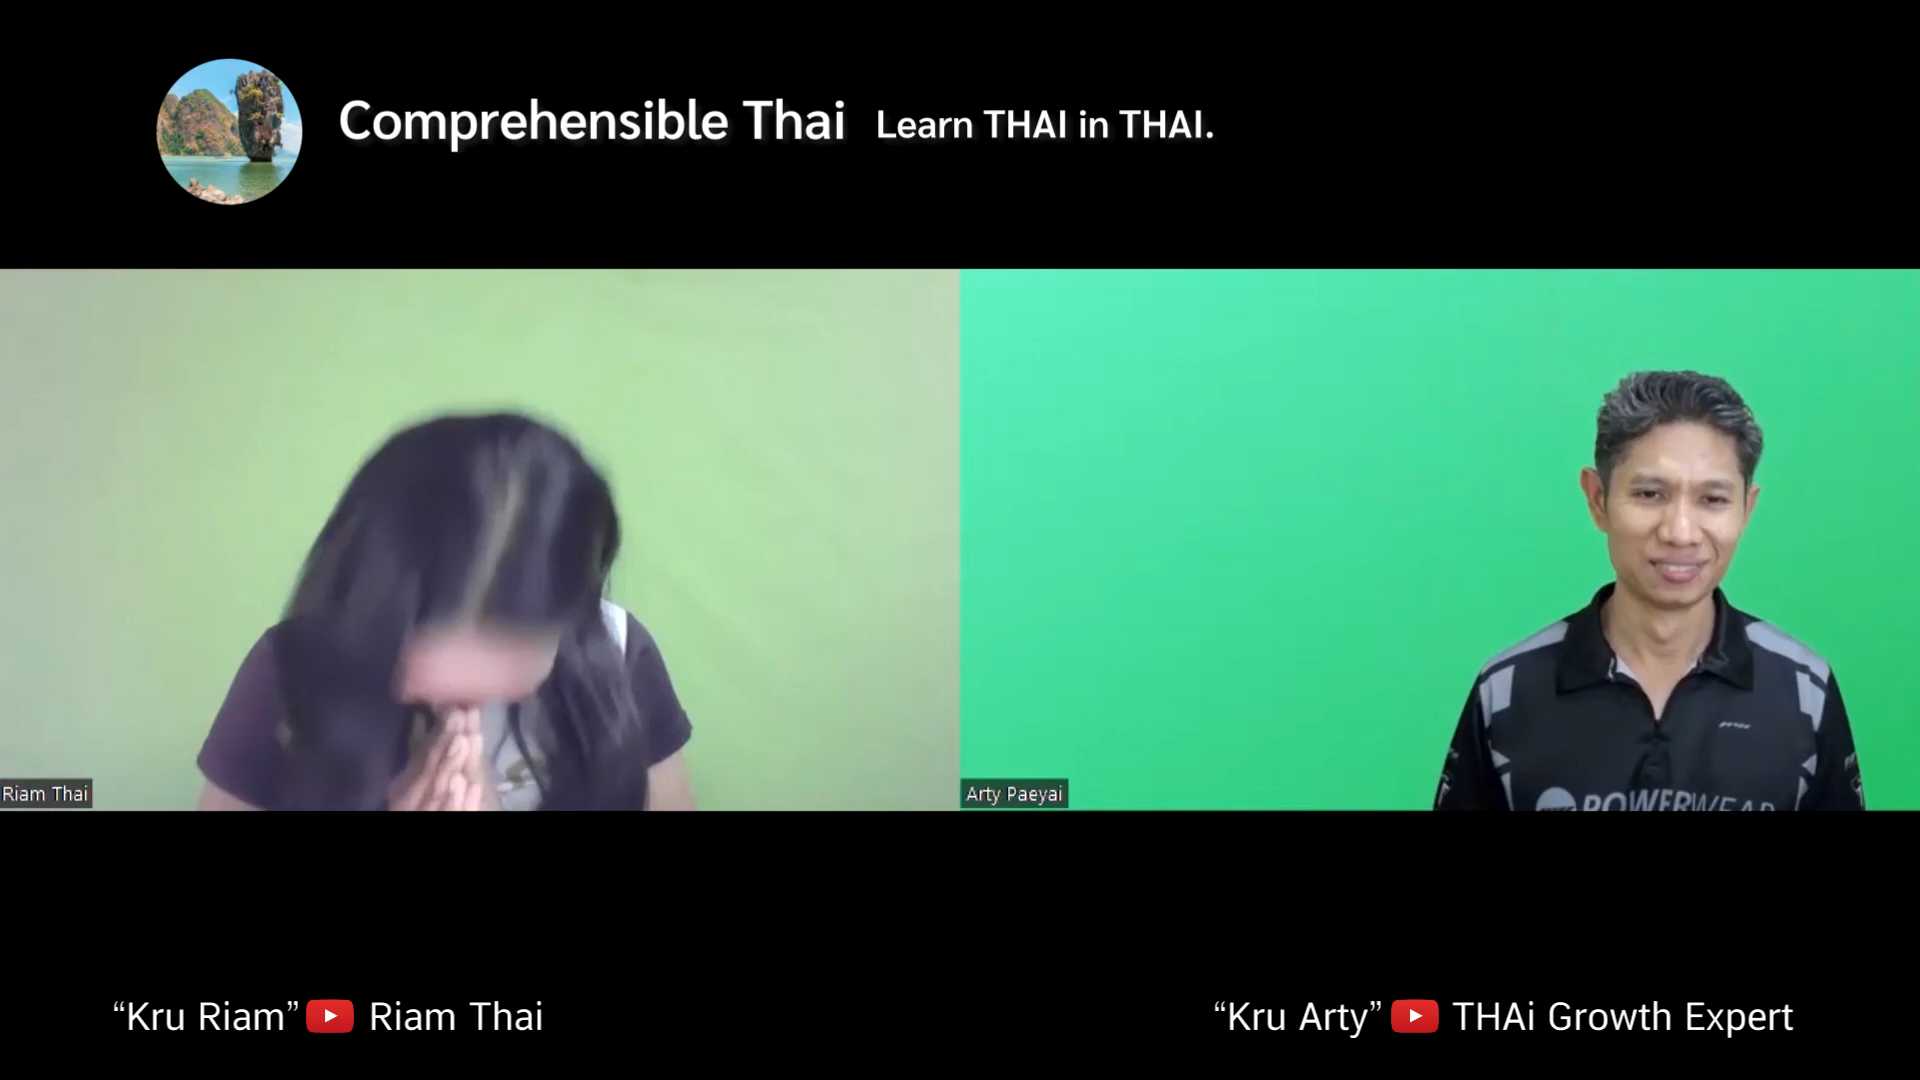 Comprehensible Thai Learn THAI in THAI.
Riam Thai
Arty Paeyai
POWERWEAR
“Kru Riam” Riam Thai
“Kru Arty” THAi Growth Expert